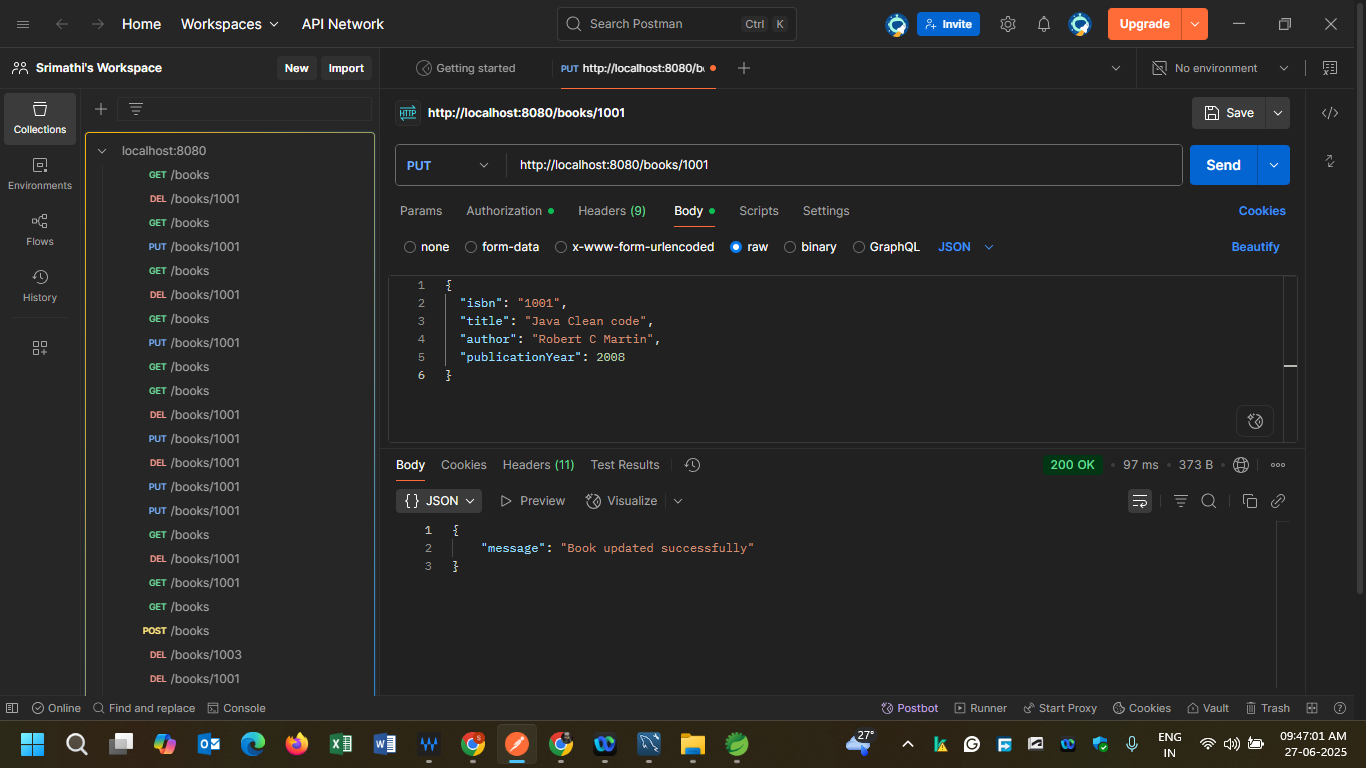 Home Workspaces API Network Search Postman Ctrl K Invite Upgrade
Srimathi's Workspace New Import Getting started PUT http://localhost:8080/b No environment
Collections
Environments
Flows
History
localhost:8080
GET /books
DEL /books/1001
GET /books
PUT /books/1001
GET /books
DEL /books/1001
GET /books
PUT /books/1001
GET /books
GET /books
DEL /books/1001
PUT /books/1001
DEL /books/1001
PUT /books/1001
PUT /books/1001
GET /books
DEL /books/1001
GET /books/1001
GET /books
POST /books
DEL /books/1003
DEL /books/1001
HTTP http://localhost:8080/books/1001 Save
PUT http://localhost:8080/books/1001 Send
Params Authorization Headers (9) Body Scripts Settings Cookies
none form-data x-www-form-urlencoded raw binary GraphQL JSON Beautify
1 {
2 "isbn": "1001",
3 "title": "Java Clean code",
4 "author": "Robert C Martin",
5 "publicationYear": 2008
6 }
Body Cookies Headers (11) Test Results 200 OK • 97 ms • 373 B
{} JSON Preview Visualize
1 {
2 "message": "Book updated successfully"
3 }
Online Find and replace Console Postbot Runner Start Proxy Cookies Vault Trash
27° ENG 09:47:01 AM
IN 27-06-2025